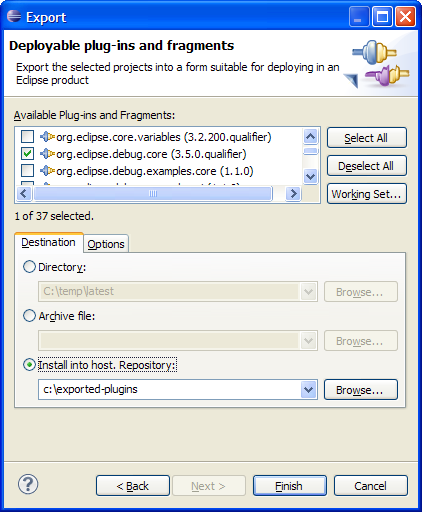 Export
Deployable plug-ins and fragments
Export the selected projects into a form suitable for deploying in an
Eclipse product
Available Plug-ins and Fragments:
org.eclipse.core.variables (3.2.200.qualifier)
org.eclipse.debug.core (3.5.0.qualifier)
org.eclipse.debug.examples.core (1.1.0)
Select All
Deselect All
Working Set...
1 of 37 selected.
Destination
Options
Directory:
C:\temp\latest
Browse...
Archive file:
Browse...
Install into host. Repository:
c:\exported-plugins
Browse...
?
< Back
Next >
Finish
Cancel